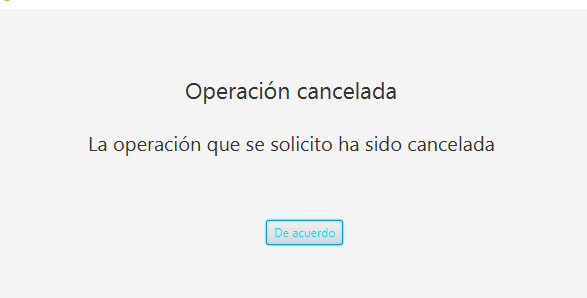 Operación cancelada
La operación que se solicito ha sido cancelada
De acuerdo